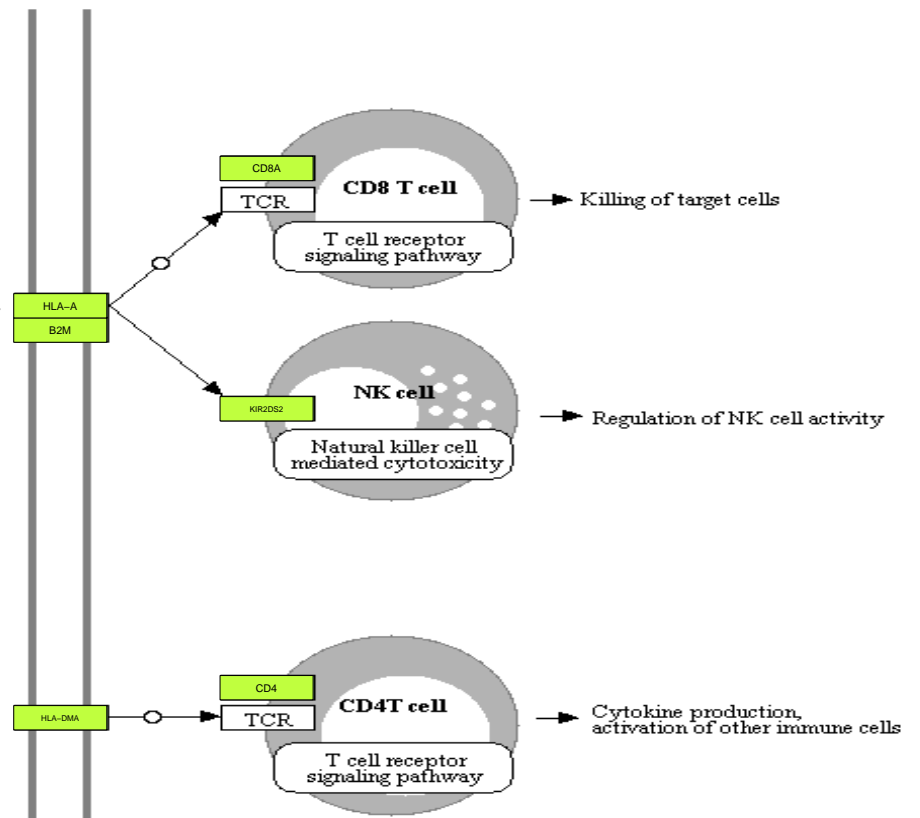 CD8A
TCR
CD8 T cell
T cell receptor
signaling pathway
Killing of target cells
HLA-A
B2M
KIR2DS2
NK cell
Natural killer cell
mediated cytotoxicity
Regulation of NK cell activity
HLA-DMA
CD4
TCR
CD4T cell
T cell receptor
signaling pathway
Cytokine production,
activation of other immune cells